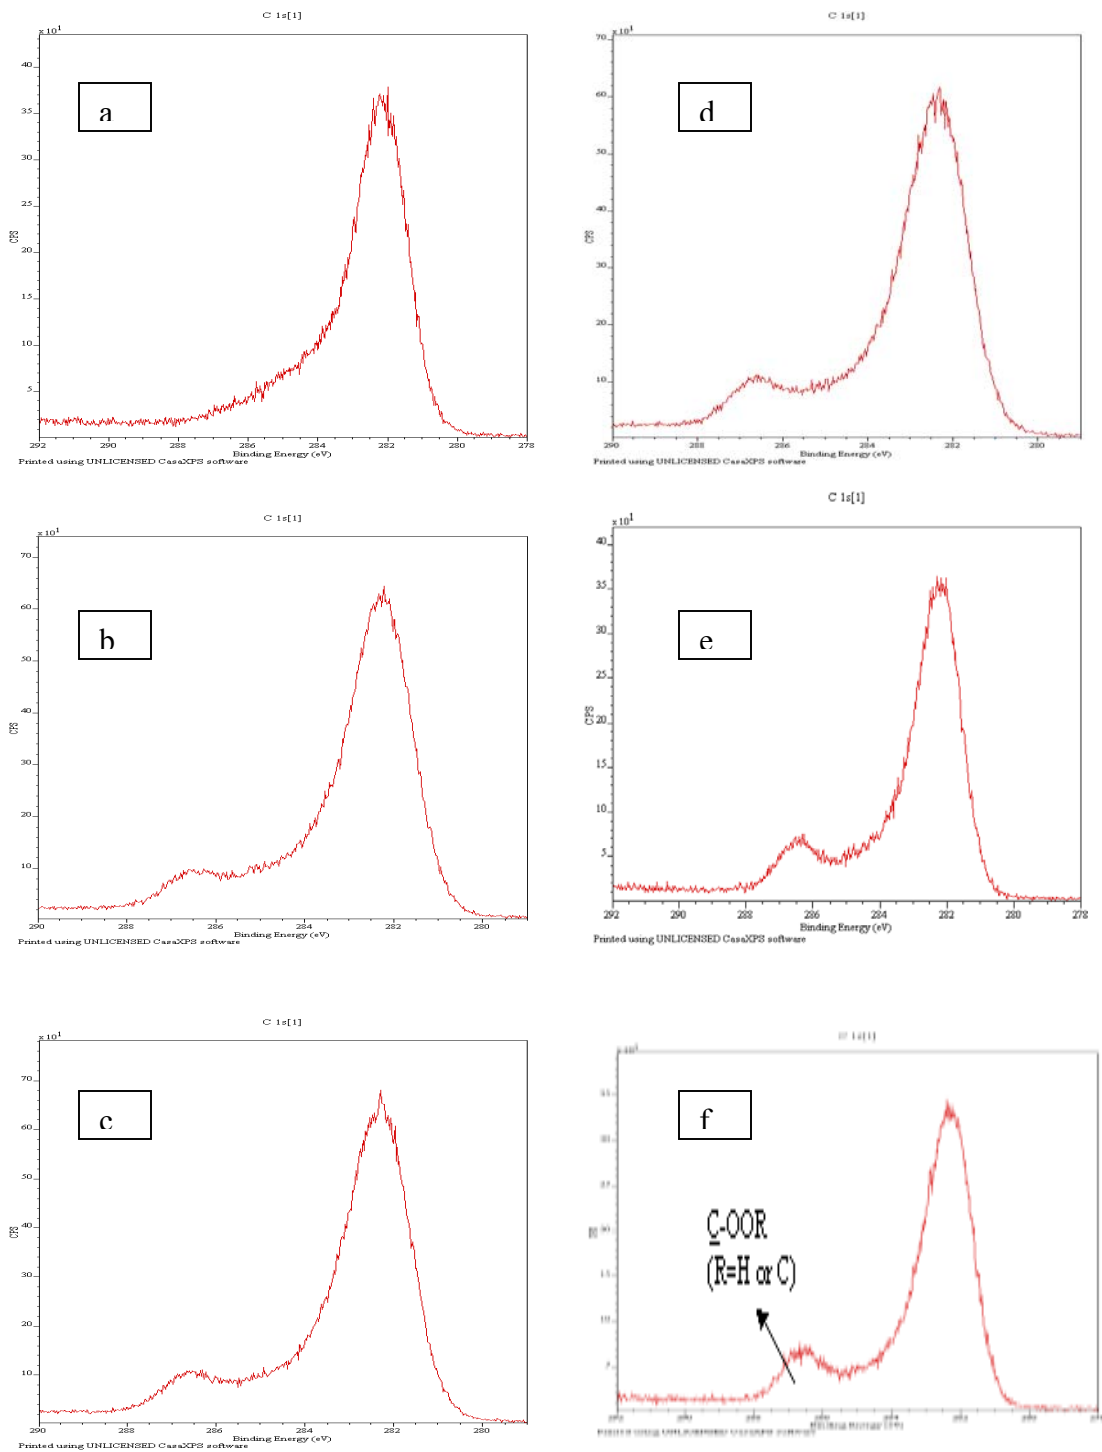 C 1s[1]
x 10¹
a
40
35
30
25
20
15
10
5
CPS
292 290 288 286 284 282 280 278
Binding Energy (eV)
Printed using UNLICENSED CasaXPS software
C 1s[1]
x 10¹
d
70
60
50
40
30
20
10
CPS
290 288 286 284 282 280
Binding Energy (eV)
Printed using UNLICENSED CasaXPS software
C 1s[1]
x 10¹
b
70
60
50
40
30
20
10
CPS
290 288 286 284 282 280
Binding Energy (eV)
Printed using UNLICENSED CasaXPS software
C 1s[1]
x 10¹
e
40
35
30
25
20
15
10
5
CPS
292 290 288 286 284 282 280 278
Binding Energy (eV)
Printed using UNLICENSED CasaXPS software
C 1s[1]
x 10¹
c
70
60
50
40
30
20
10
CPS
290 288 286 284 282 280
Binding Energy (eV)
Printed using UNLICENSED CasaXPS software
f
C-OOR
(R=H or C)